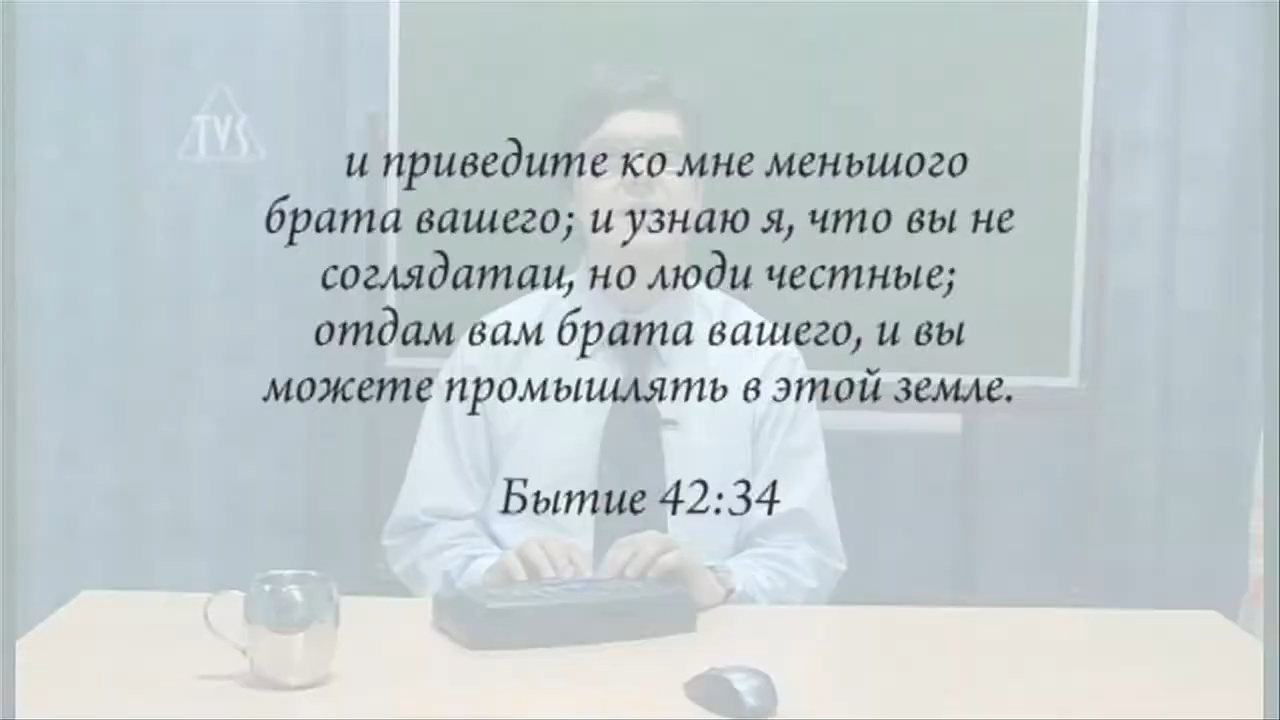 TVS
и приведите ко мне меньшого
брата вашего; и узнаю я, что вы не
соглядатаи, но люди честные;
отдам вам брата вашего, и вы
можете промышлять в этой земле.
Бытие 42:34